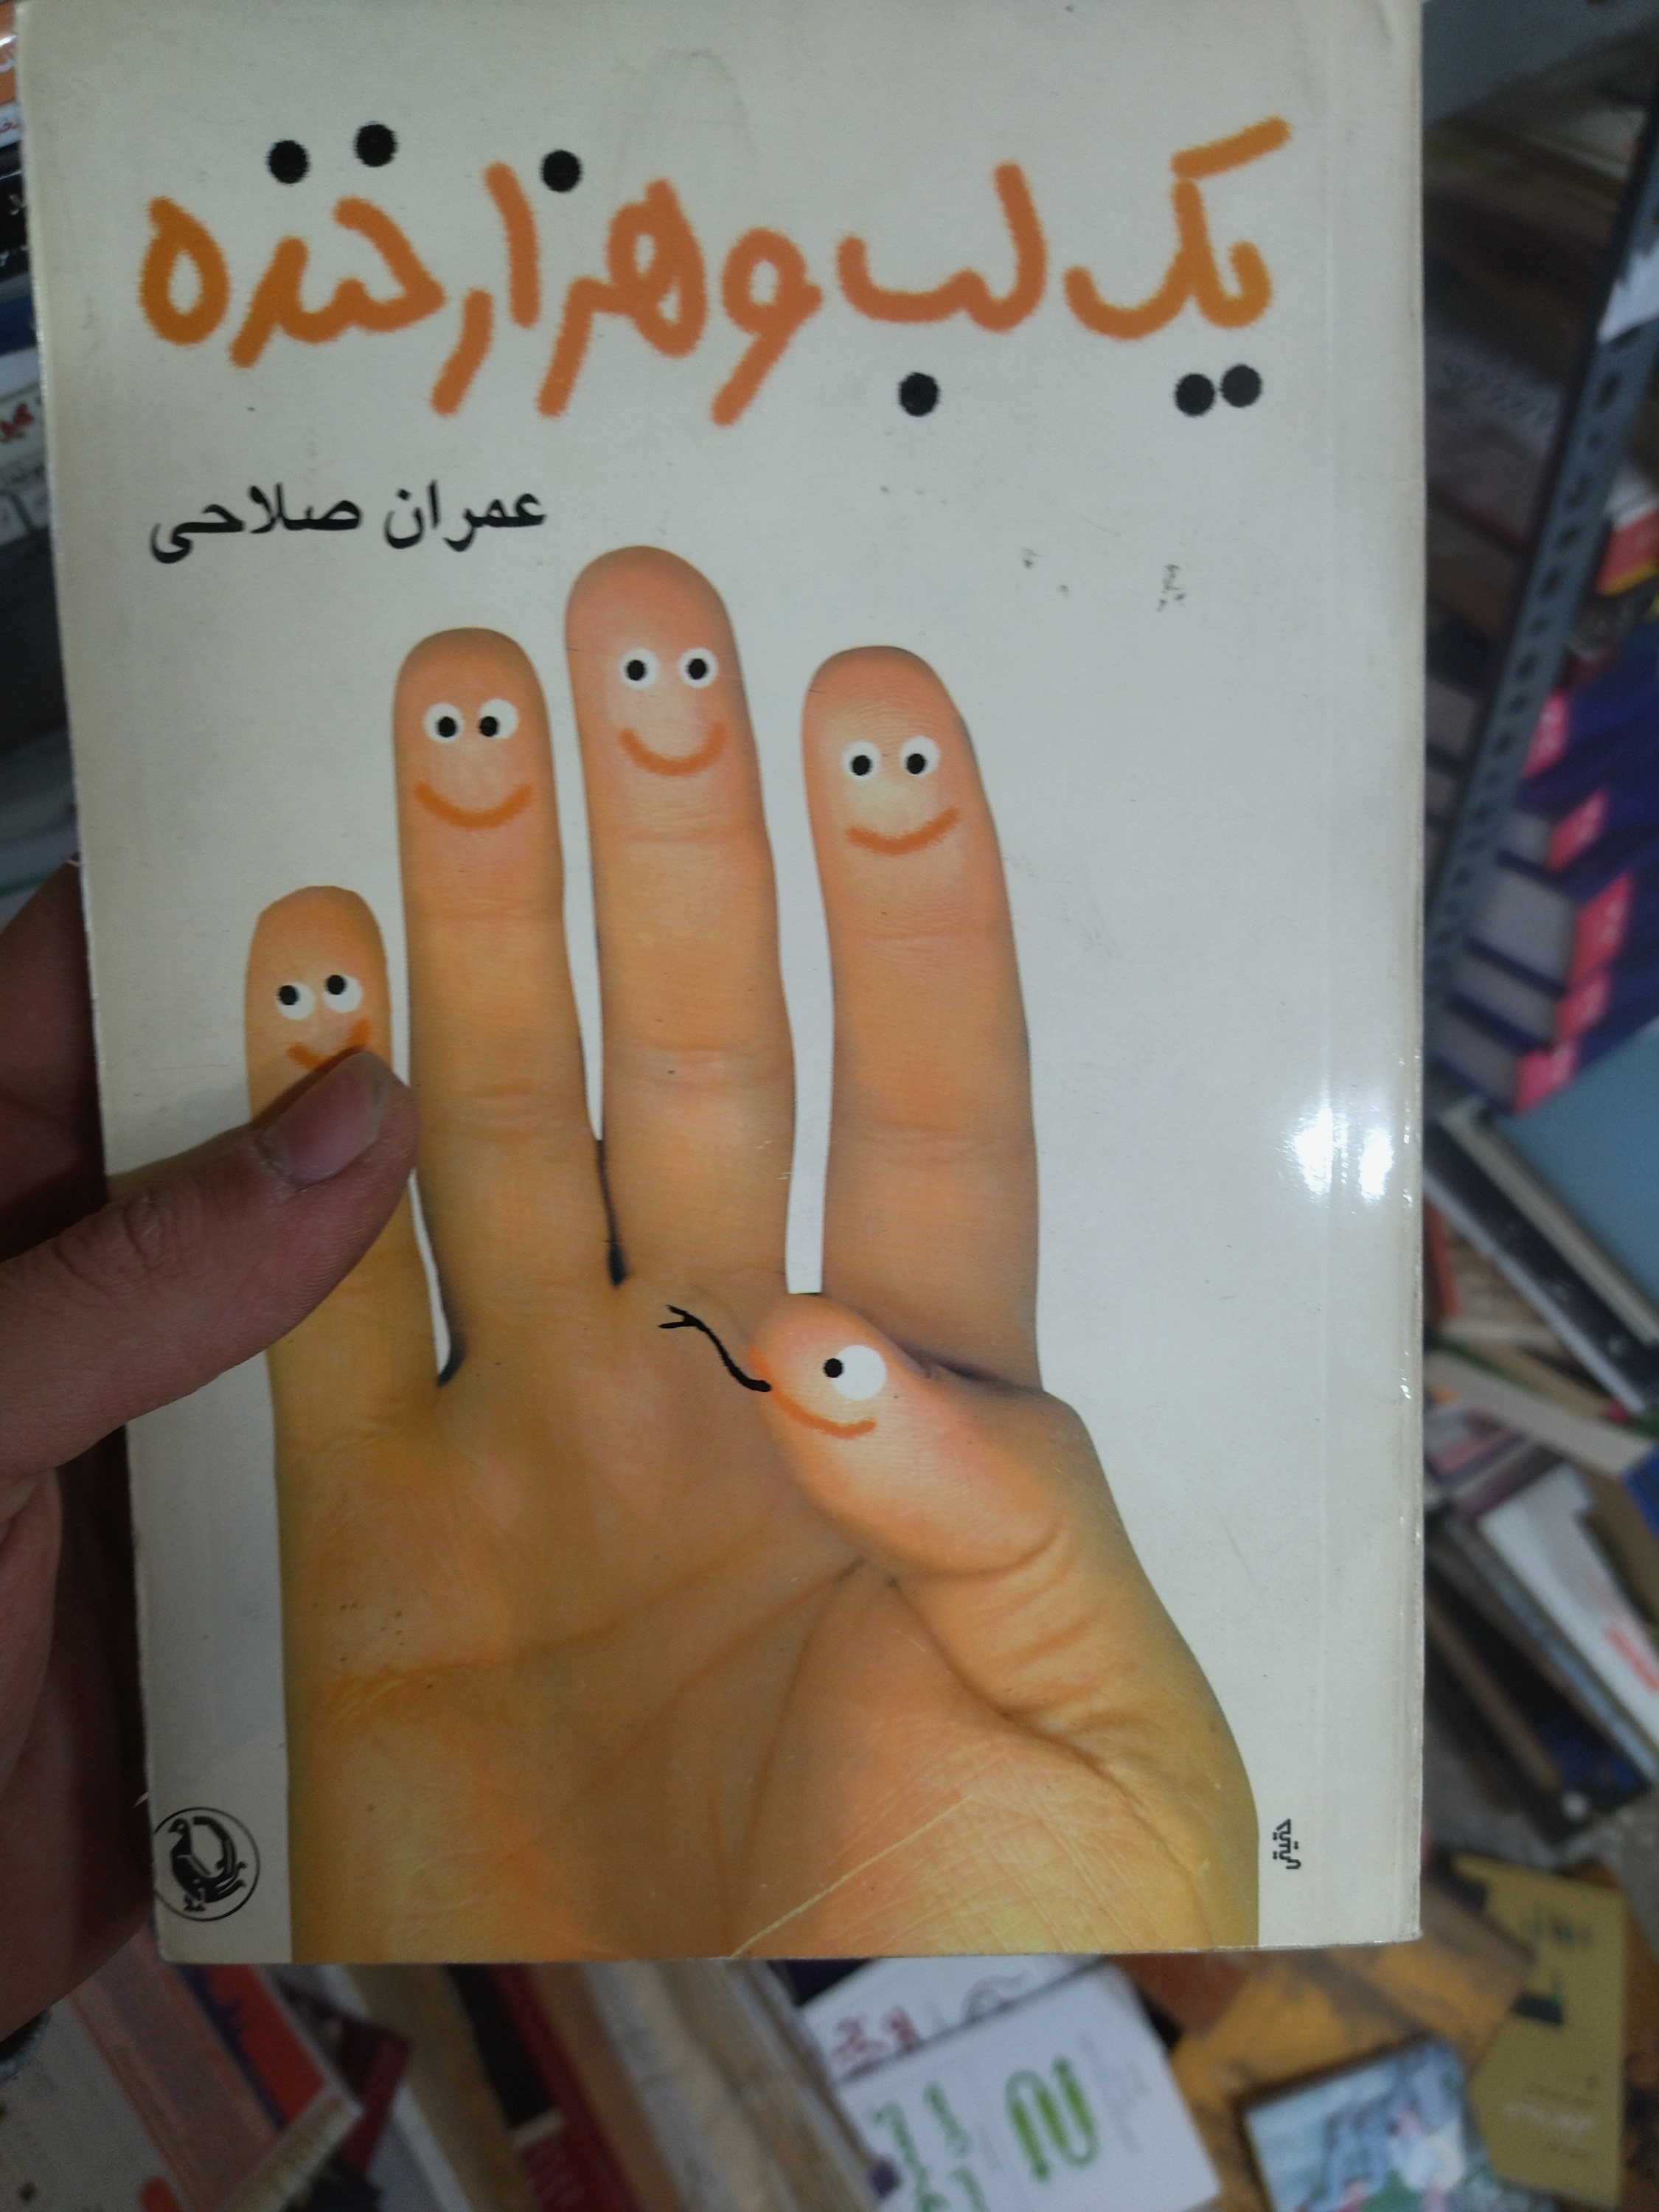 یک لب و هزار خنده
عمران صلاحی